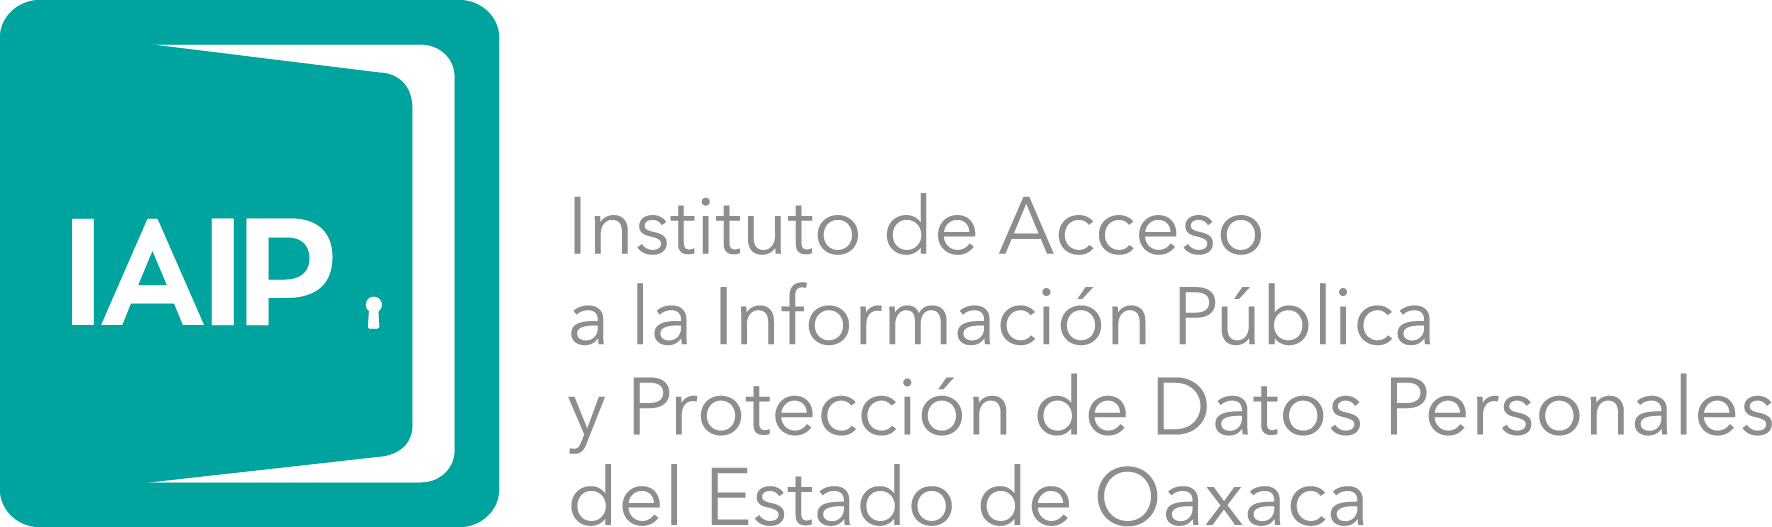 IAIP
Instituto de Acceso
a la Información Pública
y Protección de Datos Personales
del Estado de Oaxaca